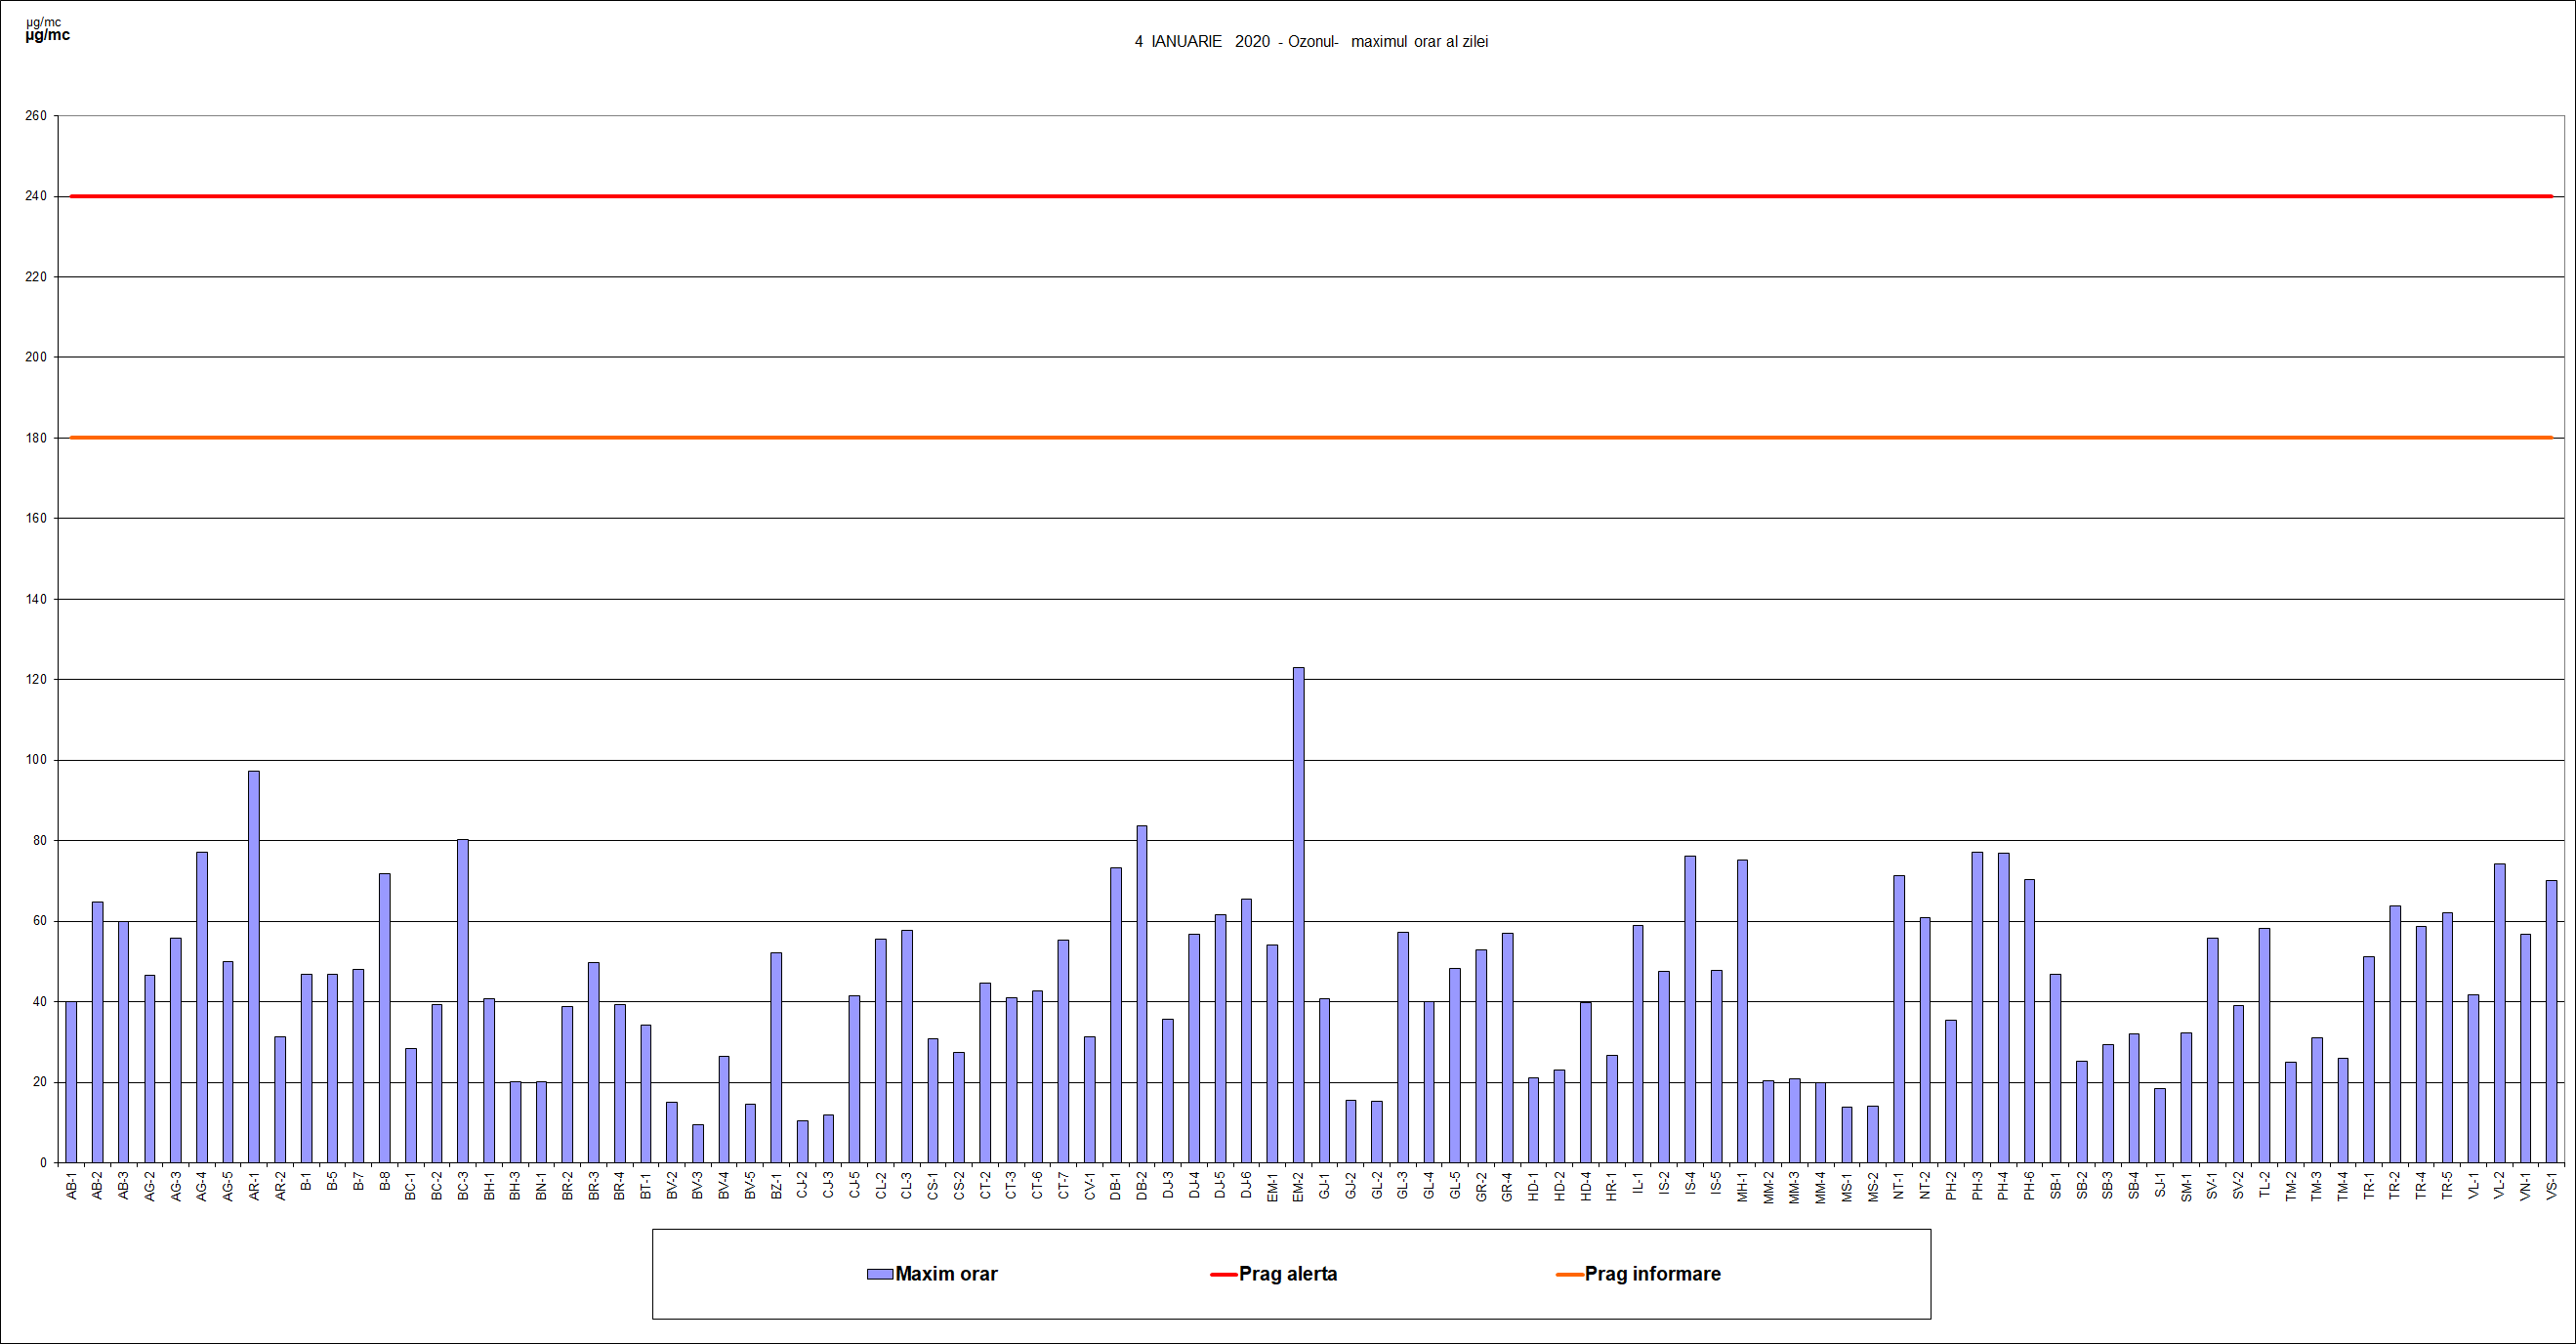 µg/mc
µg/mc
4 IANUARIE 2020 - Ozonul- maximul orar al zilei
260
240
220
200
180
160
140
120
100
80
60
40
20
0
AB-1
AB-2
AB-3
AG-2
AG-3
AG-4
AG-5
AR-1
AR-2
B-1
B-5
B-7
B-8
BC-1
BC-2
BC-3
BH-1
BH-3
BN-1
BR-2
BR-3
BR-4
BT-1
BV-2
BV-3
BV-4
BV-5
BZ-1
CJ-2
CJ-3
CJ-5
CL-2
CL-3
CS-1
CS-2
CT-2
CT-3
CT-6
CT-7
CV-1
DB-1
DB-2
DJ-3
DJ-4
DJ-5
DJ-6
EM-1
EM-2
GJ-1
GJ-2
GL-2
GL-3
GL-4
GL-5
GR-2
GR-4
HD-1
HD-2
HD-4
HR-1
IL-1
IS-2
IS-4
IS-5
MH-1
MM-2
MM-3
MM-4
MS-1
MS-2
NT-1
NT-2
PH-2
PH-3
PH-4
PH-6
SB-1
SB-2
SB-3
SB-4
SJ-1
SM-1
SV-1
SV-2
TL-2
TM-2
TM-3
TM-4
TR-1
TR-2
TR-4
TR-5
VL-1
VL-2
VN-1
VS-1
Maxim orar
Prag alerta
Prag informare